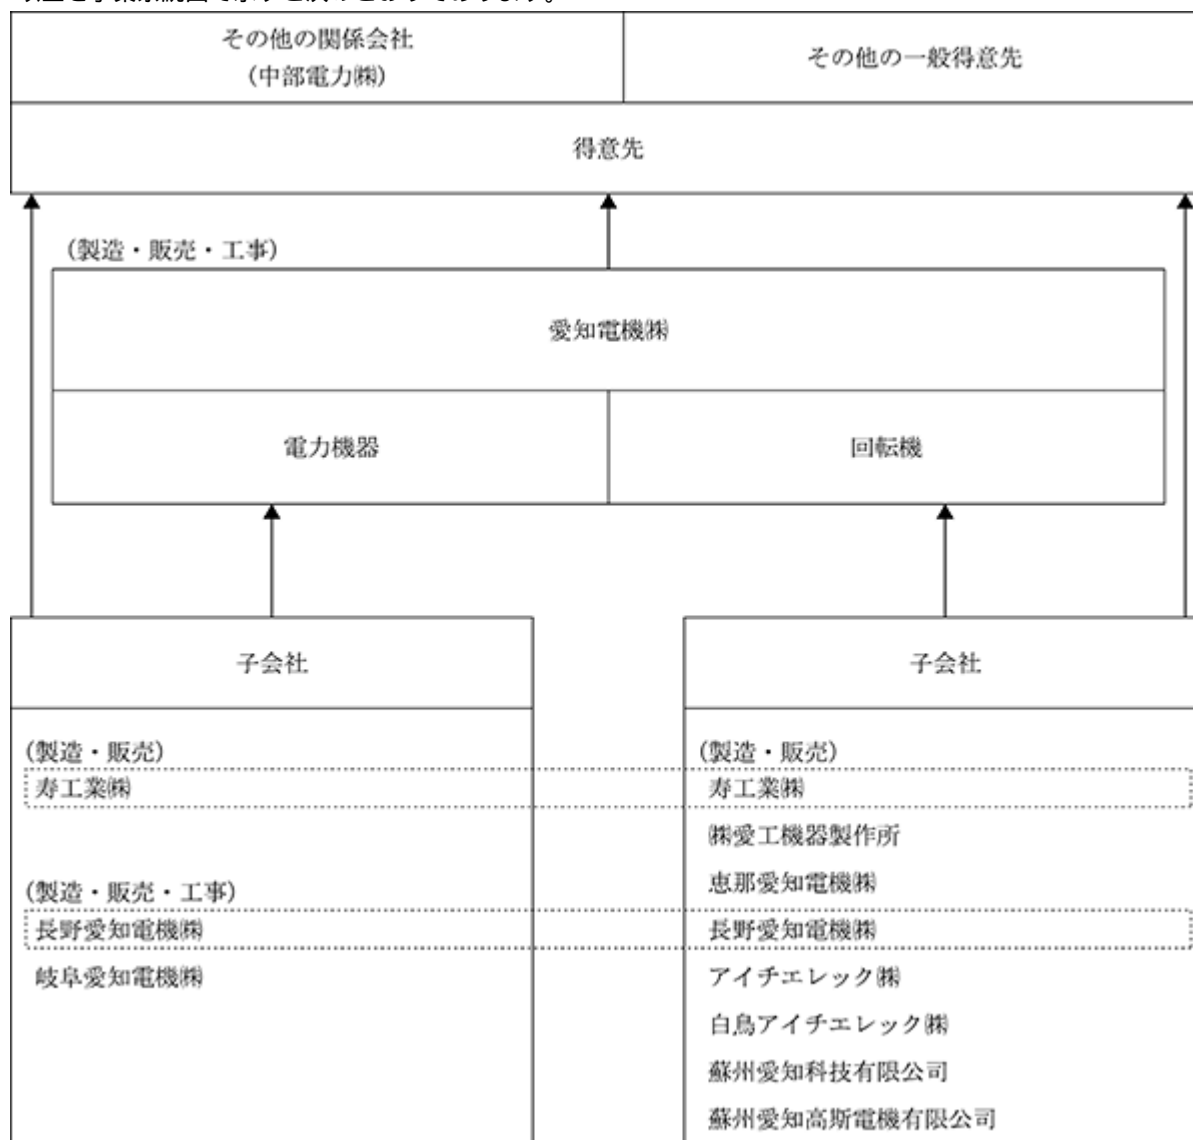 その他の関係会社
(中部電力㈱)
その他の一般得意先
得意先
(製造・販売・工事)
愛知電機㈱
電力機器
回転機
子会社
(製造・販売)
寿工業㈱
(製造・販売・工事)
長野愛知電機㈱
岐阜愛知電機㈱
子会社
(製造・販売)
寿工業㈱
㈱愛工機器製作所
恵那愛知電機㈱
長野愛知電機㈱
アイチエレック㈱
白鳥アイチエレック㈱
蘇州愛知科技有限公司
蘇州愛知高斯電機有限公司